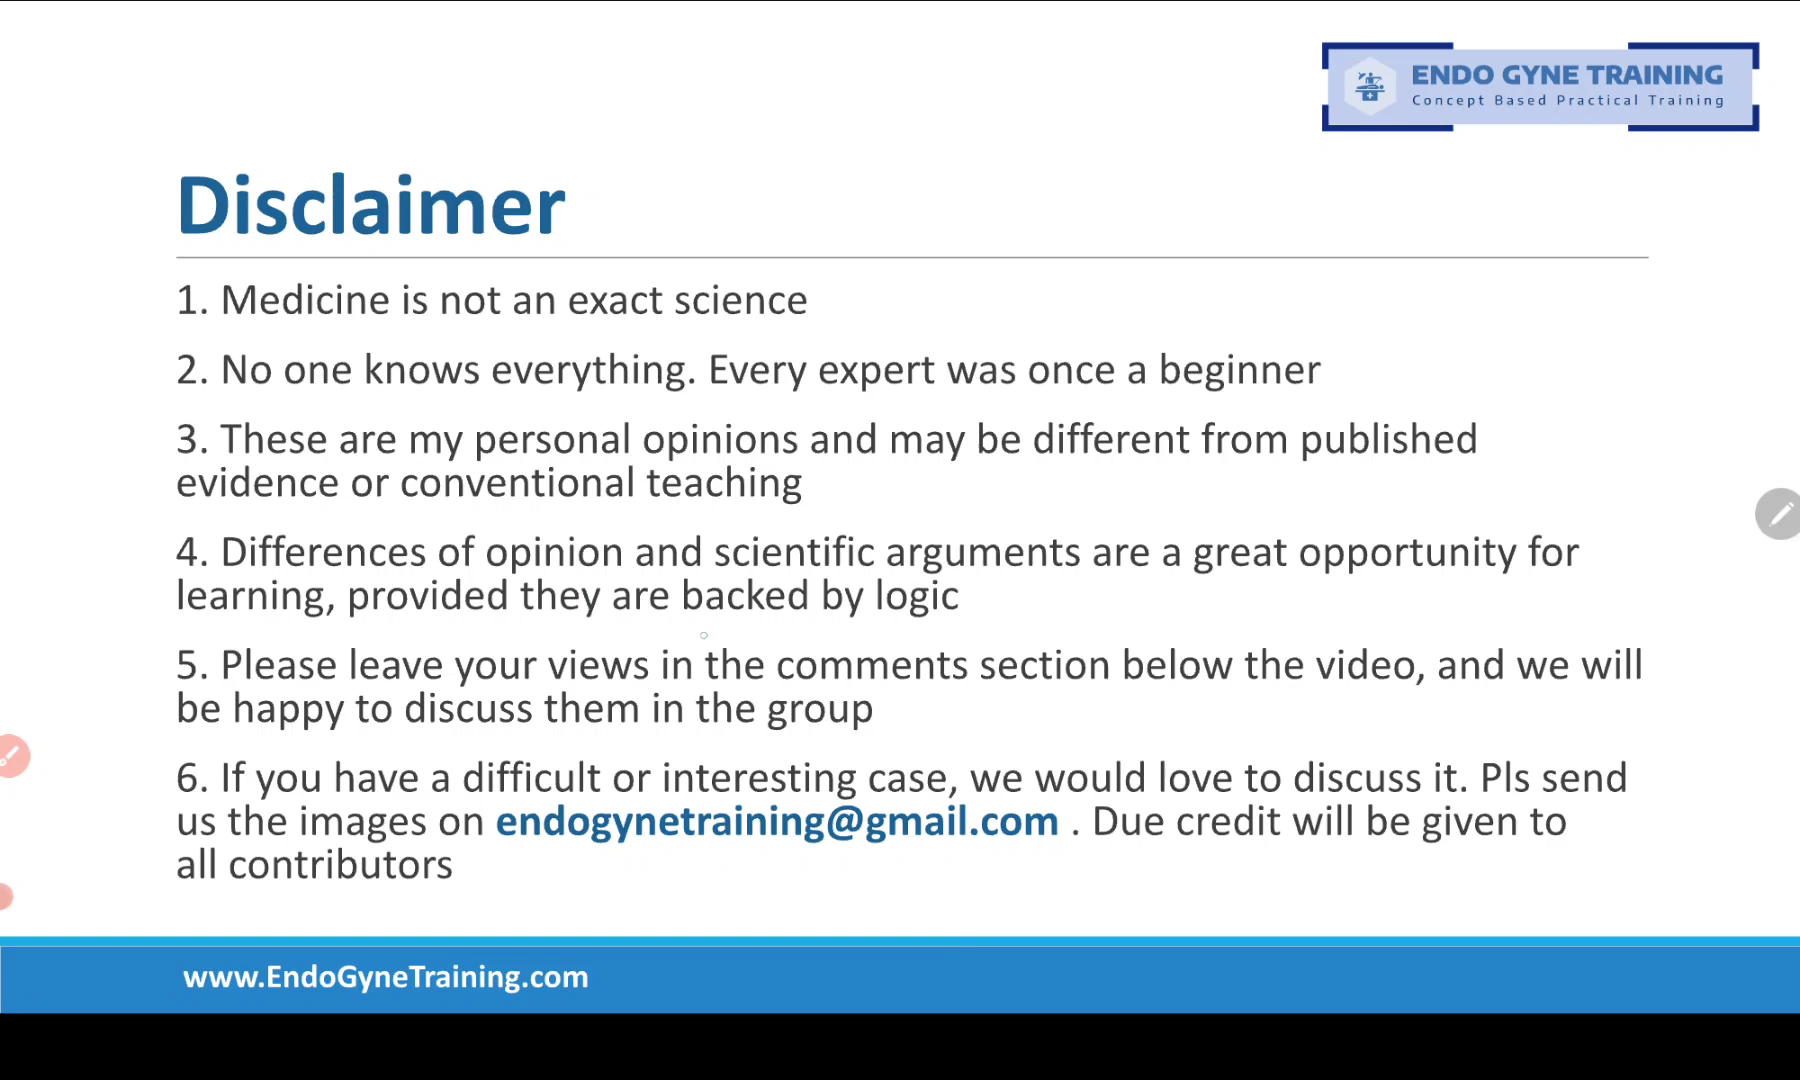 ENDO GYNE TRAINING
Concept Based Practical Training
Disclaimer
1. Medicine is not an exact science
2. No one knows everything. Every expert was once a beginner
3. These are my personal opinions and may be different from published
evidence or conventional teaching
4. Differences of opinion and scientific arguments are a great opportunity for
learning, provided they are backed by logic
5. Please leave your views in the comments section below the video, and we will
be happy to discuss them in the group
6. If you have a difficult or interesting case, we would love to discuss it. Pls send
us the images on endogynetraining@gmail.com . Due credit will be given to
all contributors
www.EndoGyneTraining.com